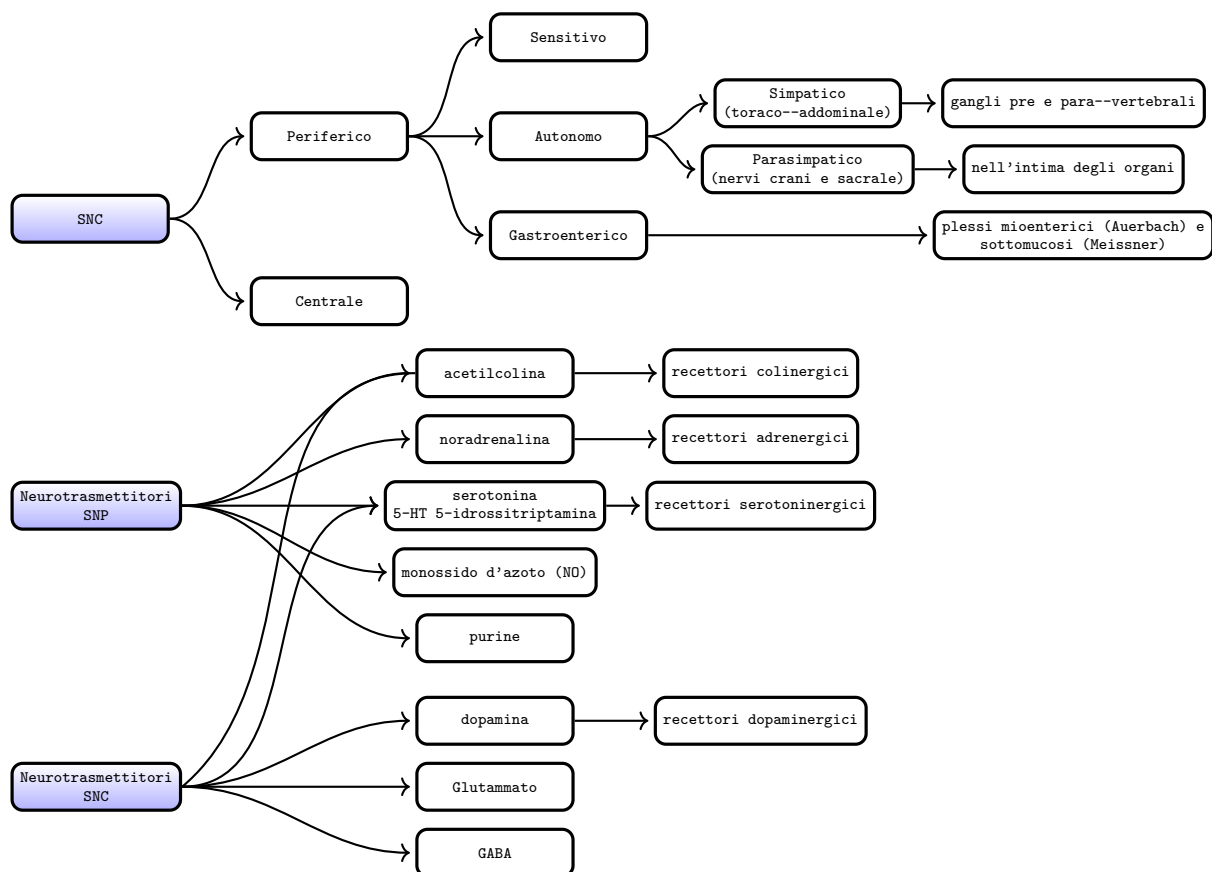 Sensitivo
Simpatico
(toraco--addominale)
gangli pre e para--vertebrali
Periferico
Autonomo
Parasimpatico
(nervi crani e sacrale)
nell'intima degli organi
SNC
Gastroenterico
plessi mioenterici (Auerbach) e
sottomucosi (Meissner)
Centrale
acetilcolina
recettori colinergici
noradrenalina
recettori adrenergici
Neurotrasmettitori
SNP
serotonina
5-HT 5-idrossitriptamina
recettori serotoninergici
monossido d'azoto (NO)
purine
dopamina
recettori dopaminergici
Neurotrasmettitori
SNC
Glutammato
GABA